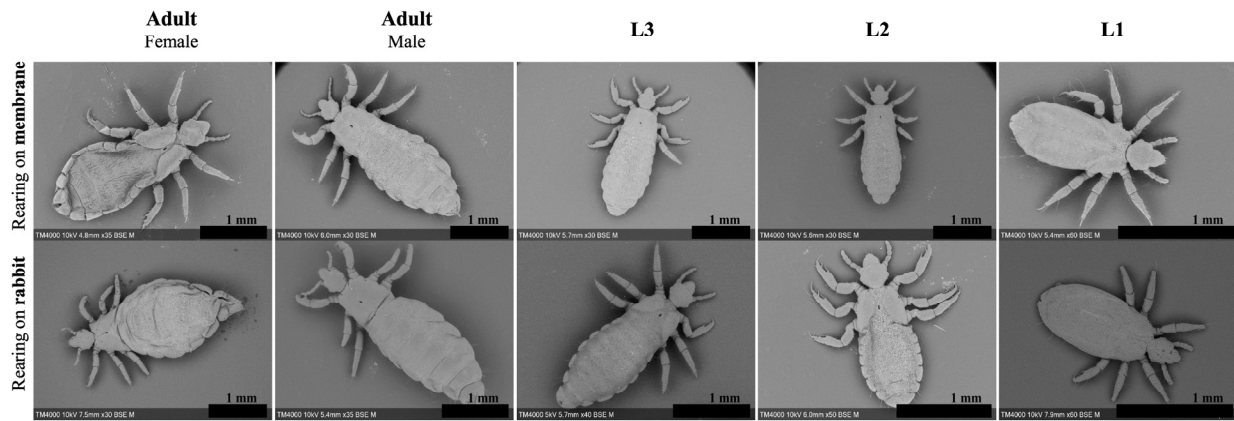 Adult
Female
Adult
Male
L3
L2
L1
Rearing on membrane
1 mm
TM4000 10kV 4.8mm x35 BSE M
1 mm
TM4000 10kV 6.0mm x30 BSE M
1 mm
TM4000 10kV 5.7mm x30 BSE M
1 mm
TM4000 10kV 5.6mm x30 BSE M
1 mm
TM4000 10kV 5.4mm x60 BSE M
Rearing on rabbit
1 mm
TM4000 10kV 7.5mm x30 BSE M
1 mm
TM4000 10kV 5.4mm x35 BSE M
1 mm
TM4000 5kV 5.7mm x40 BSE M
1 mm
TM4000 10kV 6.0mm x50 BSE M
1 mm
TM4000 10kV 7.9mm x60 BSE M